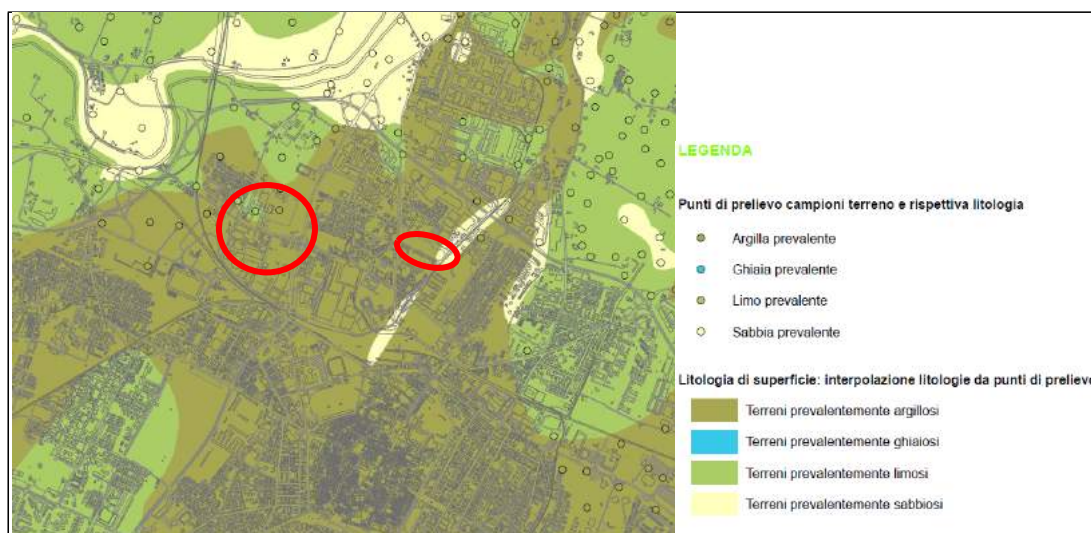 LEGENDA
Punti di prelievo campioni terreno e rispettiva litologia
Argilla prevalente
Ghiaia prevalente
Limo prevalente
Sabbia prevalente
Litologia di superficie: interpolazione litologie da punti di prelievo
Terreni prevalentemente argillosi
Terreni prevalentemente ghiaiosi
Terreni prevalentemente limosi
Terreni prevalentemente sabbiosi